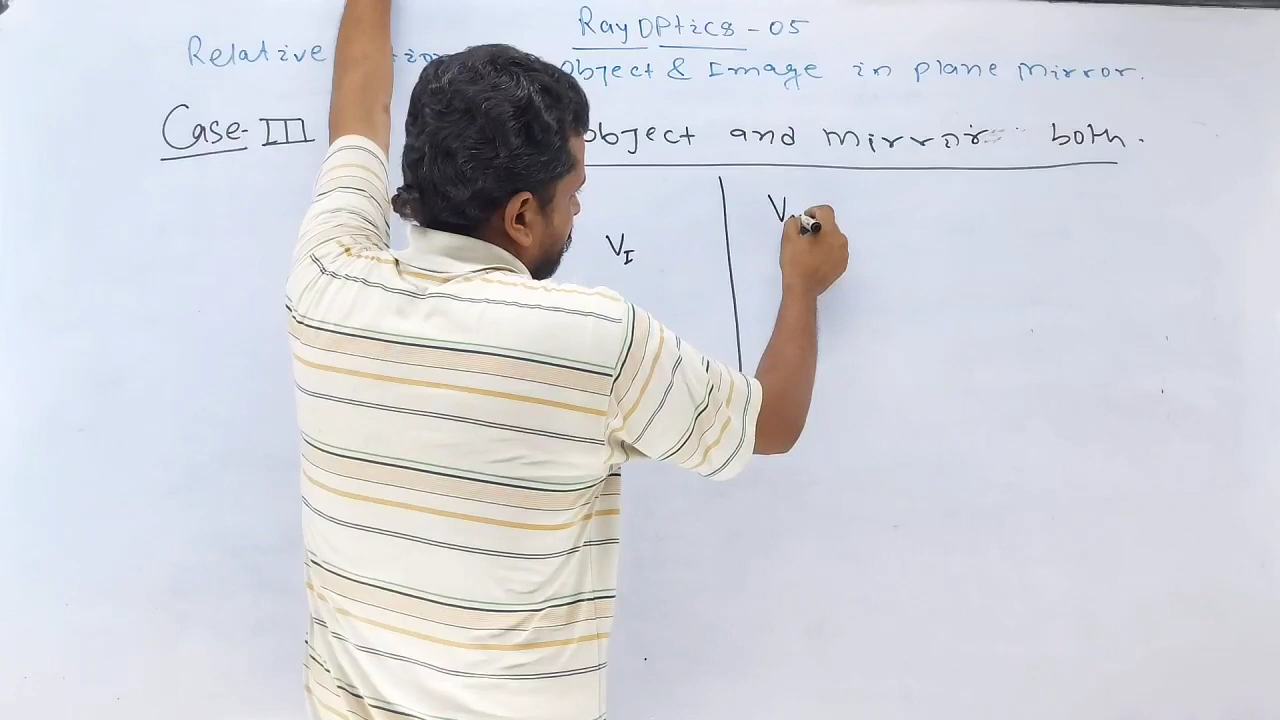 Ray OPtics - 05
Relative Object & Image in plane Mirror.
Case- III object and mirror both.
V
V_I